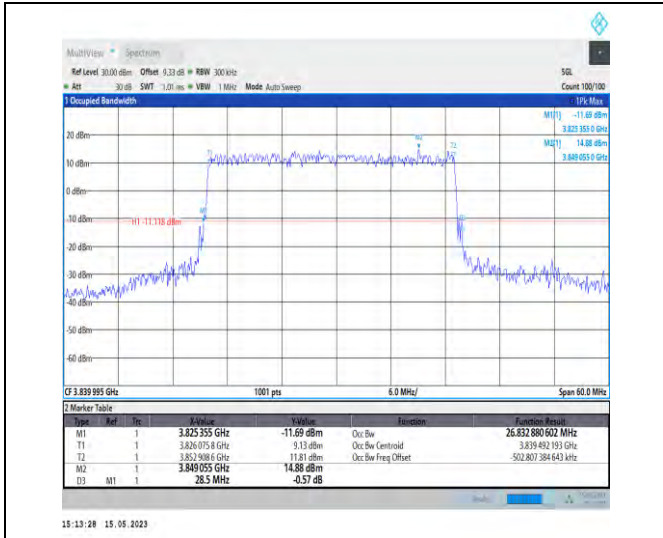 MultiView Spectrum
Ref Level 30.00 dBm Offset 9.33 dB RBW 300 kHz SGL
Att 30 dB SWT 1.01 ms VBW 1 MHz Mode Auto Sweep Count 100/100
1 Occupied Bandwidth 1Pk Max
M1[1] -11.69 dBm
3.825 355 0 GHz
20 dBm
M2[1] 14.88 dBm
3.849 055 0 GHz
M2
T1
T2
10 dBm
0 dBm
M1
-10 dBm
H1 -11.118 dBm
D3
-20 dBm
-30 dBm
-40 dBm
-50 dBm
-60 dBm
CF 3.839 995 GHz 1001 pts 6.0 MHz/ Span 60.0 MHz
2 Marker Table
Type Ref Trc X-Value Y-Value Function Function Result
M1 1 3.825 355 GHz -11.69 dBm Occ Bw 26.832 880 602 MHz
T1 1 3.826 075 8 GHz 9.13 dBm Occ Bw Centroid 3.839 492 193 GHz
T2 1 3.852 908 6 GHz 11.81 dBm Occ Bw Freq Offset -502.807 384 643 kHz
M2 1 3.849 055 GHz 14.88 dBm
D3 M1 1 28.5 MHz -0.57 dB
15:13:28 15.05.2023